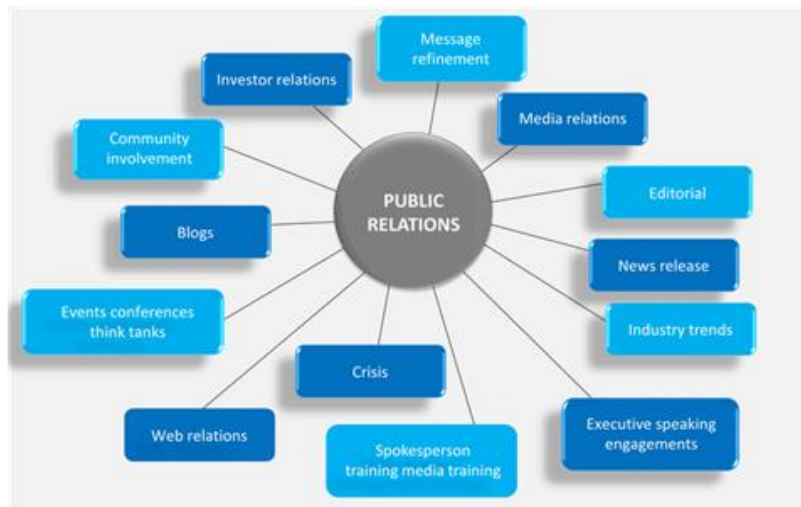 Message
refinement
Investor relations
Media relations
Community
involvement
PUBLIC
RELATIONS
Editorial
Blogs
News release
Events conferences
think tanks
Industry trends
Crisis
Executive speaking
engagements
Web relations
Spokesperson
training media training